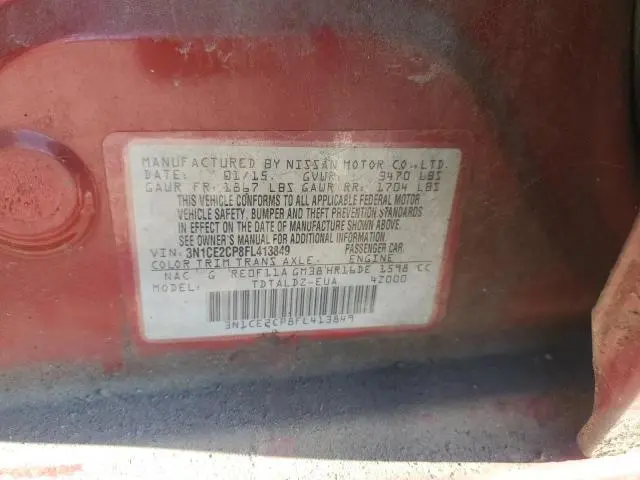 MANUFACTURED BY NISSAN MOTOR CO.,LTD.
DATE: 01/15. GVWR: 3470 LBS
GAWR FR: 1867 LBS GAWR RR: 1704 LBS
THIS VEHICLE CONFORMS TO ALL APPLICABLE FEDERAL MOTOR
VEHICLE SAFETY, BUMPER AND THEFT PREVENTION STANDARDS
IN EFFECT ON THE DATE OF MANUFACTURE SHOWN ABOVE.
SEE OWNER'S MANUAL FOR ADDITIONAL INFORMATION.
VIN: 3N1CE2CP8FL413849 PASSENGER CAR
COLOR TRIM TRANS AXLE. ENGINE
NAC G RE0F11A GM38 HR16DE 1598 CC
MODEL: TDTALDZ-EUA 4Z000
3N1CE2CP8FL413849